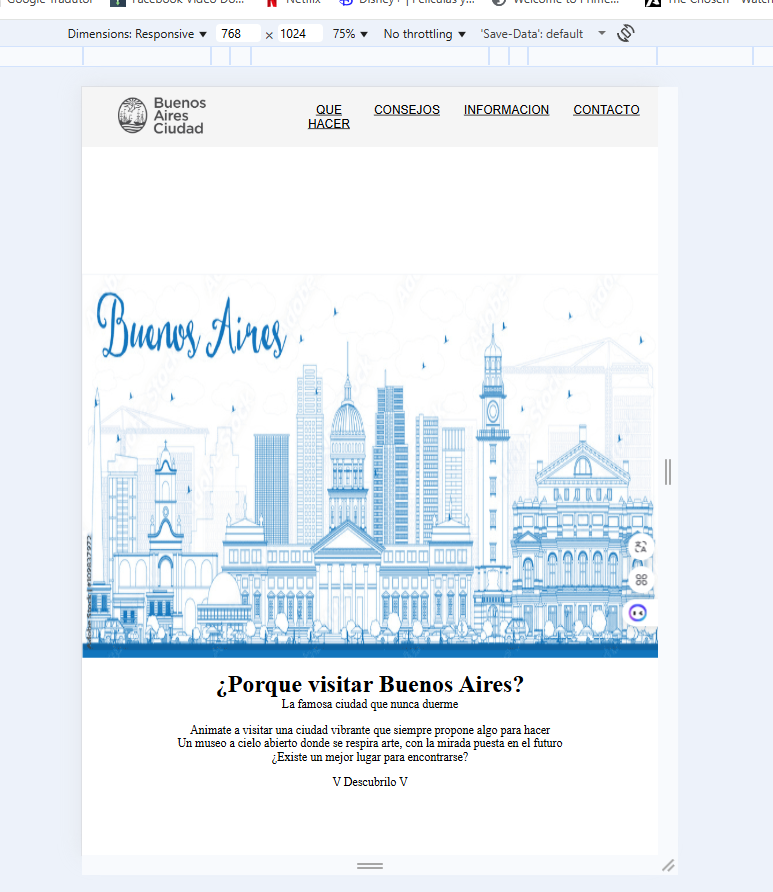 Google Traductor Facebook Video Do... Netflix Disney+ | Películas y... Welcome to Prime... The Chosen Watch
Dimensions: Responsive ▼ 768 × 1024 75% ▼ No throttling ▼ 'Save-Data': default ▼
Buenos
Aires
Ciudad
QUE
HACER
CONSEJOS
INFORMACION
CONTACTO
Buenos Aires
¿Porque visitar Buenos Aires?
La famosa ciudad que nunca duerme
Animate a visitar una ciudad vibrante que siempre propone algo para hacer
Un museo a cielo abierto donde se respira arte, con la mirada puesta en el futuro
¿Existe un mejor lugar para encontrarse?
V Descubrilo V